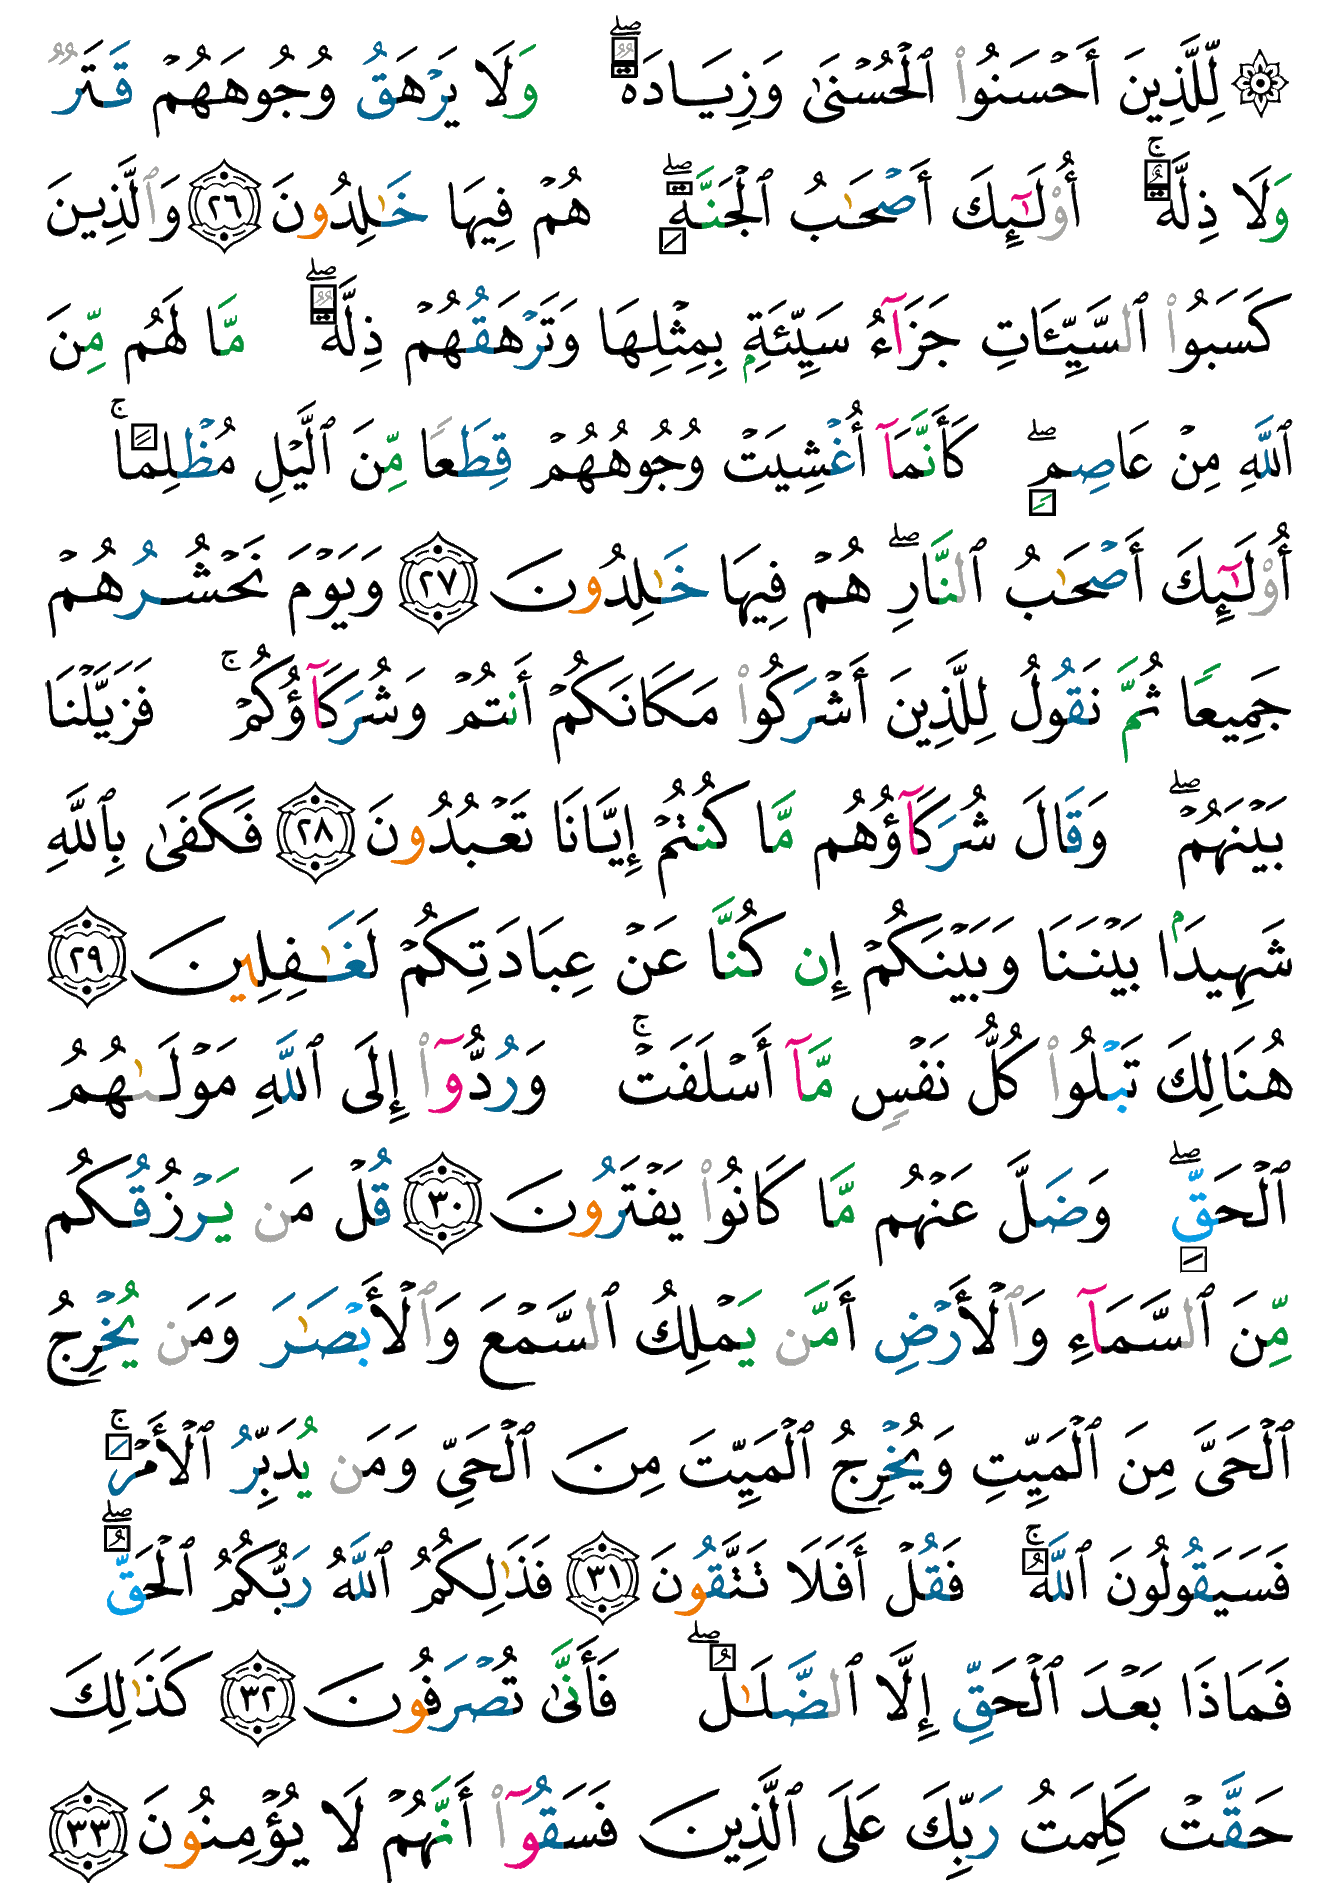 ۞ لِّلَّذِينَ أَحْسَنُوا۟ ٱلْحُسْنَىٰ وَزِيَادَةٌ ۖ وَلَا يَرْهَقُ وُجُوهَهُمْ قَتَرٌ
وَلَا ذِلَّةٌ ۚ أُو۟لَـٰٓئِكَ أَصْحَـٰبُ ٱلْجَنَّةِ ۖ هُمْ فِيهَا خَـٰلِدُونَ ٢٦ وَٱلَّذِينَ
كَسَبُوا۟ ٱلسَّيِّـَٔاتِ جَزَآءُ سَيِّئَةٍۭ بِمِثْلِهَا وَتَرْهَقُهُمْ ذِلَّةٌ ۖ مَّا لَهُم مِّنَ
ٱللَّهِ مِنْ عَاصِمٍ ۖ كَأَنَّمَآ أُغْشِيَتْ وُجُوهُهُمْ قِطَعًا مِّنَ ٱلَّيْلِ مُظْلِمًا ۚ
أُو۟لَـٰٓئِكَ أَصْحَـٰبُ ٱلنَّارِ ۖ هُمْ فِيهَا خَـٰلِدُونَ ٢٧ وَيَوْمَ نَحْشُرُهُمْ
جَمِيعًا ثُمَّ نَقُولُ لِلَّذِينَ أَشْرَكُوا۟ مَكَانَكُمْ أَنتُمْ وَشُرَكَآؤُكُمْ ۚ فَزَيَّلْنَا
بَيْنَهُمْ ۖ وَقَالَ شُرَكَآؤُهُم مَّا كُنتُمْ إِيَّانَا تَعْبُدُونَ ٢٨ فَكَفَىٰ بِٱللَّهِ
شَهِيدًۢا بَيْنَنَا وَبَيْنَكُمْ إِن كُنَّا عَنْ عِبَادَتِكُمْ لَغَـٰفِلِينَ ٢٩
هُنَالِكَ تَبْلُوا۟ كُلُّ نَفْسٍ مَّآ أَسْلَفَتْ ۚ وَرُدُّوٓا۟ إِلَى ٱللَّهِ مَوْلَىٰهُمُ
ٱلْحَقِّ ۖ وَضَلَّ عَنْهُم مَّا كَانُوا۟ يَفْتَرُونَ ٣٠ قُلْ مَن يَرْزُقُكُم
مِّنَ ٱلسَّمَآءِ وَٱلْأَرْضِ أَمَّن يَمْلِكُ ٱلسَّمْعَ وَٱلْأَبْصَـٰرَ وَمَن يُخْرِجُ
ٱلْحَىَّ مِنَ ٱلْمَيِّتِ وَيُخْرِجُ ٱلْمَيِّتَ مِنَ ٱلْحَىِّ وَمَن يُدَبِّرُ ٱلْأَمْرَ ۚ
فَسَيَقُولُونَ ٱللَّهُ ۚ فَقُلْ أَفَلَا تَتَّقُونَ ٣١ فَذَٰلِكُمُ ٱللَّهُ رَبُّكُمُ ٱلْحَقُّ ۖ
فَمَاذَا بَعْدَ ٱلْحَقِّ إِلَّا ٱلضَّلَـٰلُ ۖ فَأَنَّىٰ تُصْرَفُونَ ٣٢ كَذَٰلِكَ
حَقَّتْ كَلِمَتُ رَبِّكَ عَلَى ٱلَّذِينَ فَسَقُوٓا۟ أَنَّهُمْ لَا يُؤْمِنُونَ ٣٣